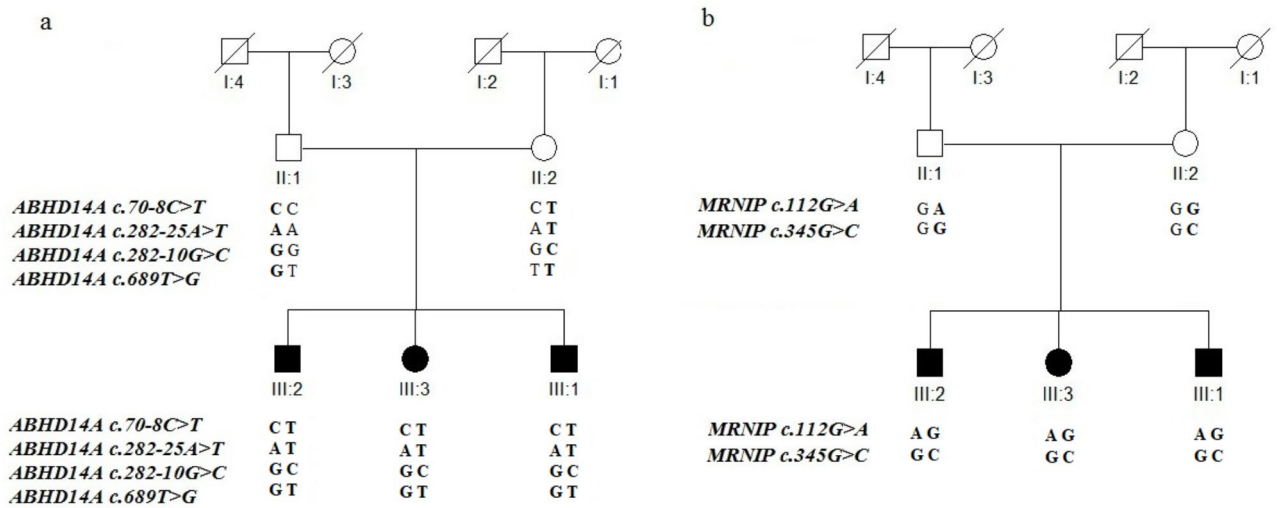 a
I:4 I:3 I:2 I:1
II:1 II:2
ABHD14A c.70-8C>T C C C T
ABHD14A c.282-25A>T A A A T
ABHD14A c.282-10G>C G G G C
ABHD14A c.689T>G G T T T
III:2 III:3 III:1
ABHD14A c.70-8C>T C T C T C T
ABHD14A c.282-25A>T A T A T A T
ABHD14A c.282-10G>C G C G C G C
ABHD14A c.689T>G G T G T G T
b
I:4 I:3 I:2 I:1
II:1 II:2
MRNIP c.112G>A G A G G
MRNIP c.345G>C G G G C
III:2 III:3 III:1
MRNIP c.112G>A A G A G A G
MRNIP c.345G>C G C G C G C